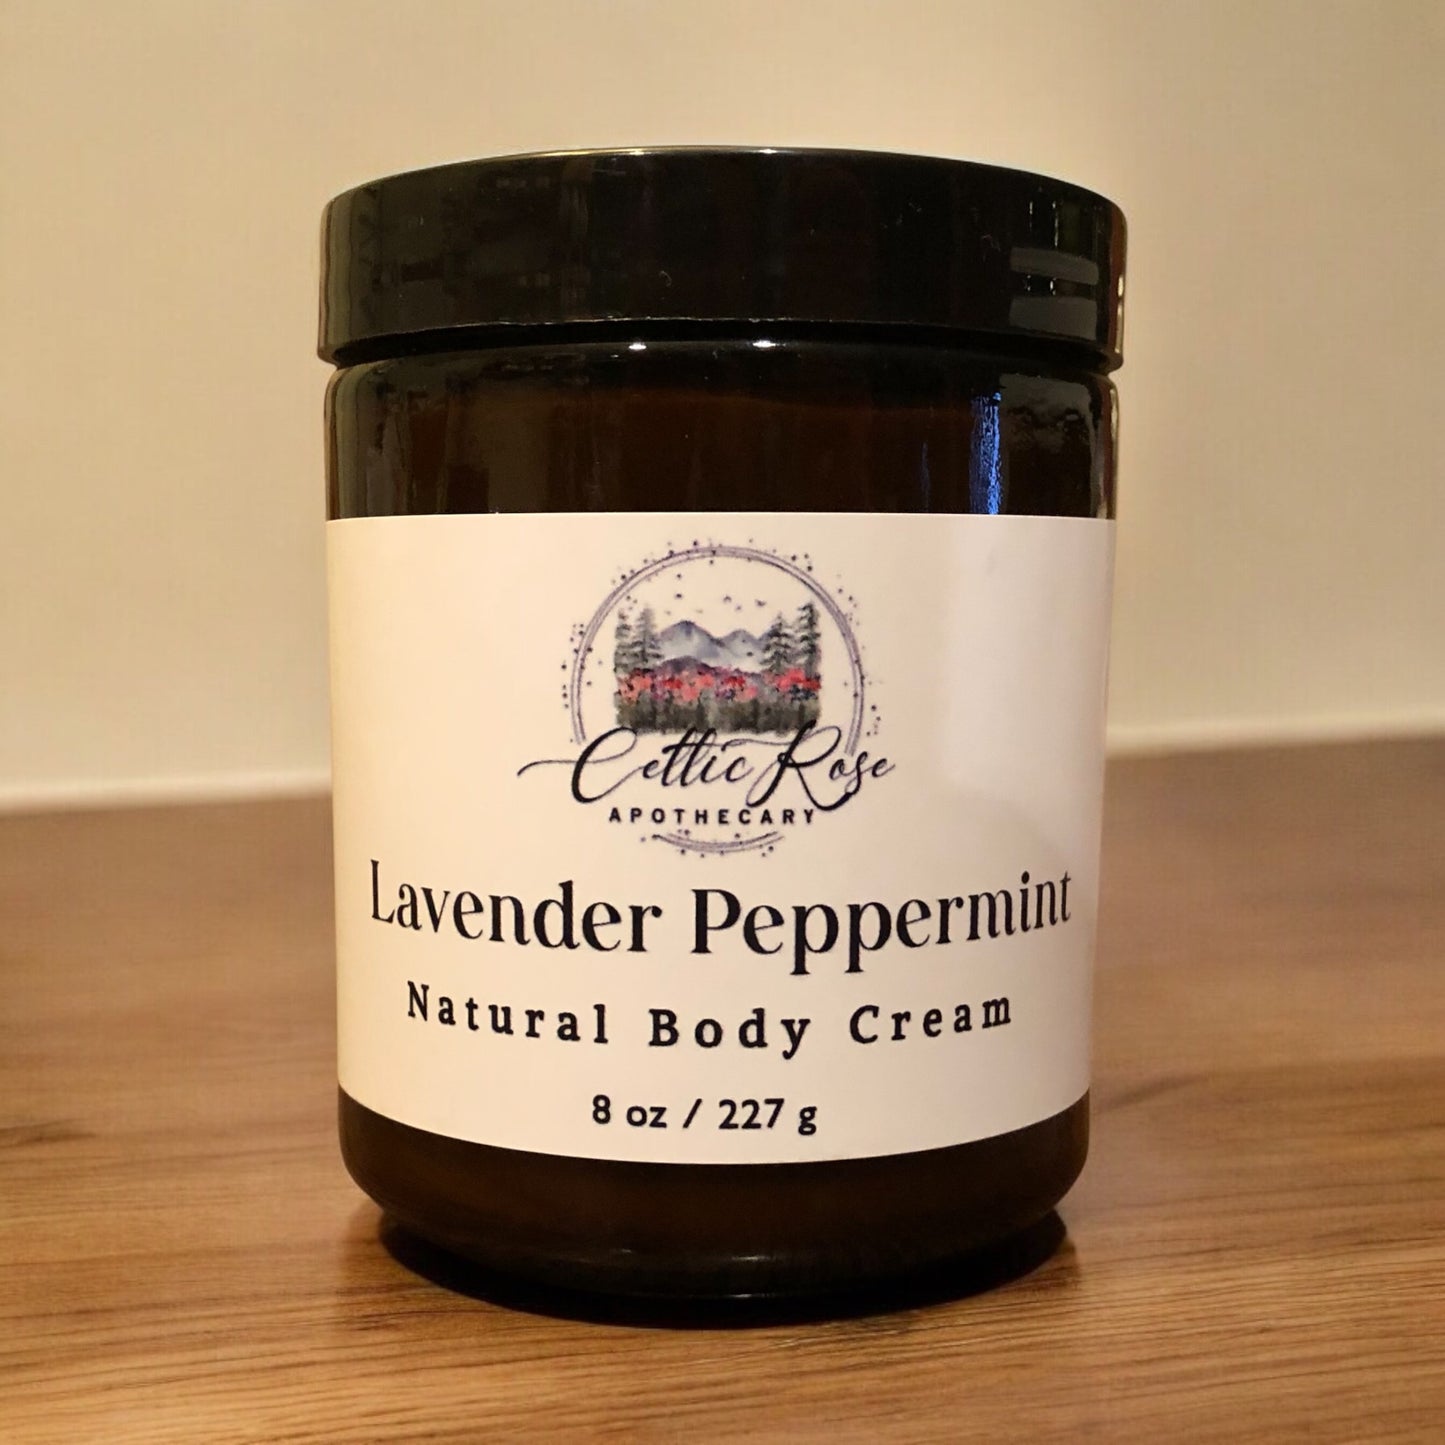 Celtic Rose
APOTHECARY
Lavender Peppermint
Natural Body Cream
8 oz / 227 g